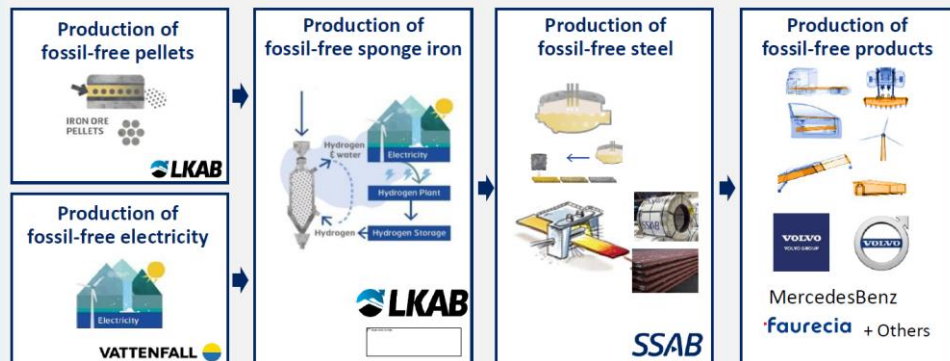 Production of
fossil-free pellets
IRON ORE
PELLETS
LKAB
Production of
fossil-free electricity
Electricity
VATTENFALL
Production of
fossil-free sponge iron
Hydrogen
& water
Electricity
Hydrogen Plant
Hydrogen
Hydrogen Storage
LKAB
Production of
fossil-free steel
SSAB
SSAB
Production of
fossil-free products
VOLVO
VOLVO GROUP
VOLVO
MercedesBenz
faurecia + Others